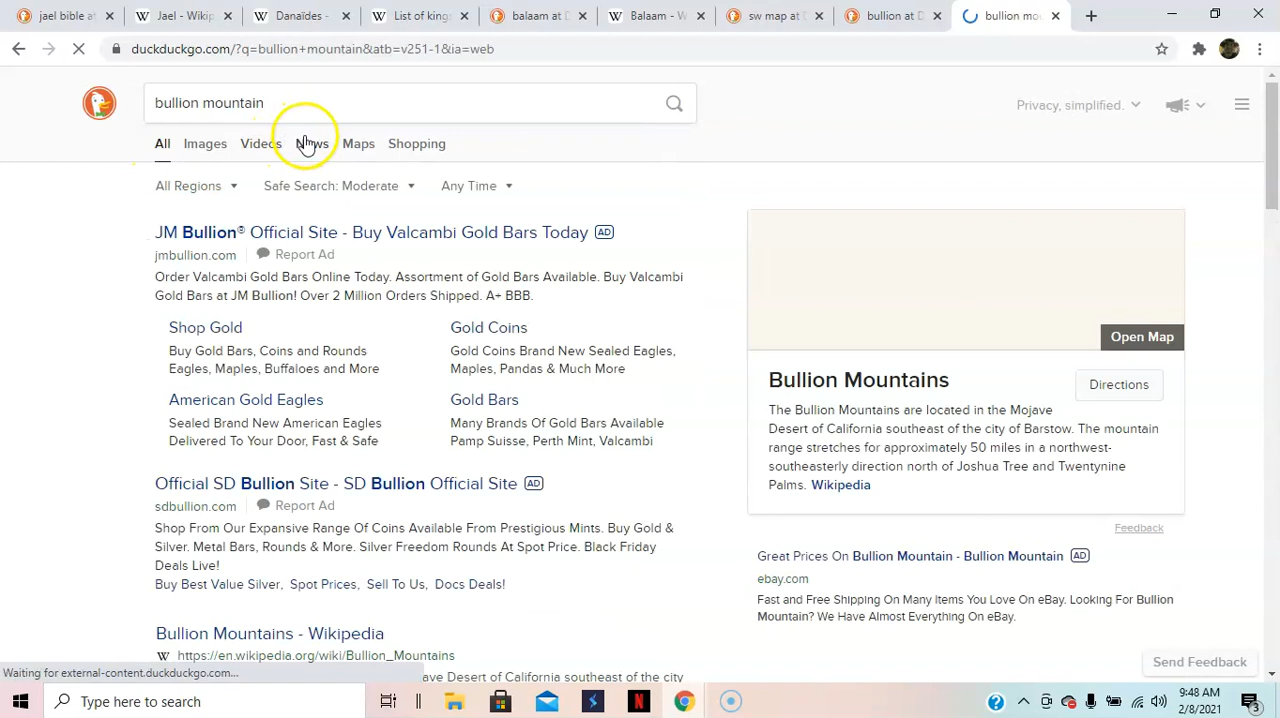 jael bible at
Jael - Wikip
Danaïdes -
List of kings
balaam at D
Balaam - W
sw map at D
bullion at D
bullion mo
duckduckgo.com/?q=bullion+mountain&atb=v251-1&ia=web
bullion mountain
Privacy, simplified.
All Images Videos News Maps Shopping
All Regions Safe Search: Moderate Any Time
JM Bullion® Official Site - Buy Valcambi Gold Bars Today AD
jmbullion.com Report Ad
Order Valcambi Gold Bars Online Today. Assortment of Gold Bars Available. Buy Valcambi
Gold Bars at JM Bullion! Over 2 Million Orders Shipped. A+ BBB.
Shop Gold
Buy Gold Bars, Coins and Rounds
Eagles, Maples, Buffaloes and More
Gold Coins
Gold Coins Brand New Sealed Eagles,
Maples, Pandas & Much More
American Gold Eagles
Sealed Brand New American Eagles
Delivered To Your Door, Fast & Safe
Gold Bars
Many Brands Of Gold Bars Available
Pamp Suisse, Perth Mint, Valcambi
Official SD Bullion Site - SD Bullion Official Site AD
sdbullion.com Report Ad
Shop From Our Expansive Range Of Coins Available From Prestigious Mints. Buy Gold &
Silver. Metal Bars, Rounds & More. Silver Freedom Rounds At Spot Price. Black Friday
Deals Live!
Buy Best Value Silver, Spot Prices, Sell To Us, Docs Deals!
Bullion Mountains - Wikipedia
W https://en.wikipedia.org/wiki/Bullion_Mountains
ave Desert of California southeast of the city
Open Map
Bullion Mountains
Directions
The Bullion Mountains are located in the Mojave
Desert of California southeast of the city of Barstow. The mountain
range stretches for approximately 50 miles in a northwest-
southeasterly direction north of Joshua Tree and Twentynine
Palms. Wikipedia
Feedback
Great Prices On Bullion Mountain - Bullion Mountain AD
ebay.com
Fast and Free Shipping On Many Items You Love On eBay. Looking For Bullion
Mountain? We Have Almost Everything On eBay.
Send Feedback
Waiting for external-content.duckduckgo.com...
Type here to search
9:48 AM
2/8/2021
3